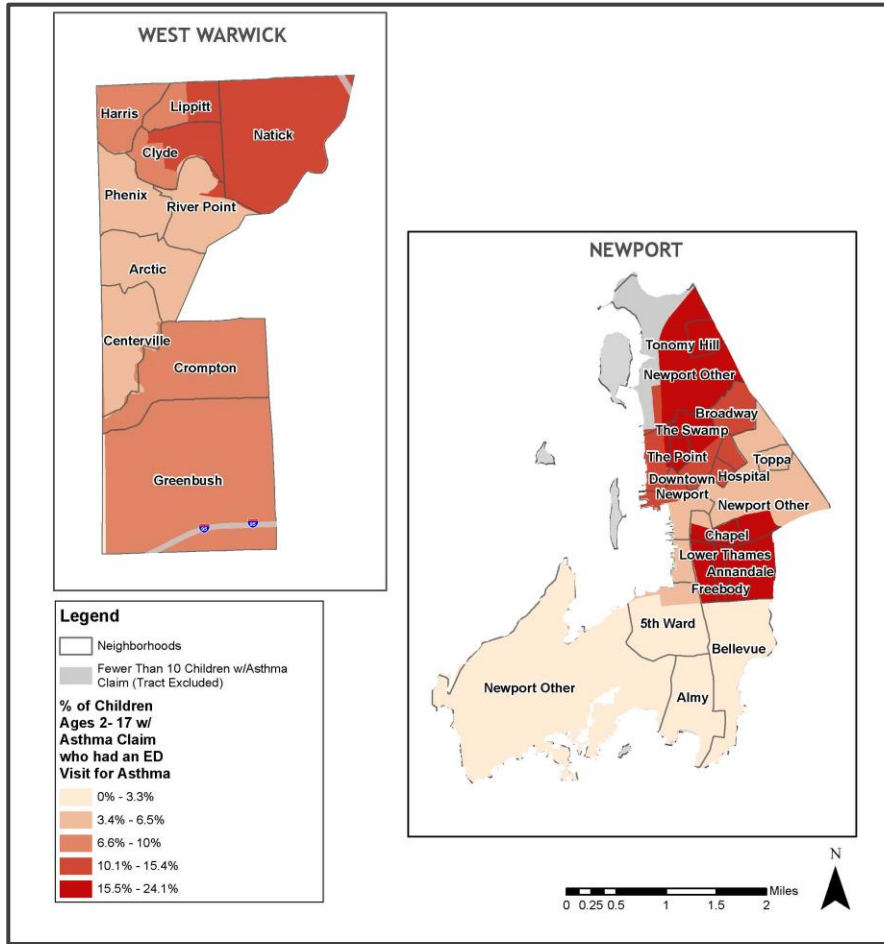 WEST WARWICK
Harris
Lippitt
Natick
Clyde
Phenix
River Point
Arctic
Centerville
Crompton
Greenbush
95
95
NEWPORT
Tonomy Hill
Newport Other
Broadway
The Swamp
The Point
Toppa
Downtown
Hospital
Newport
Newport Other
Chapel
Lower Thames
Annandale
Freebody
5th Ward
Bellevue
Newport Other
Almy
Legend
Neighborhoods
Fewer Than 10 Children w/Asthma
Claim (Tract Excluded)
% of Children
Ages 2- 17 w/
Asthma Claim
who had an ED
Visit for Asthma
0% - 3.3%
3.4% - 6.5%
6.6% - 10%
10.1% - 15.4%
15.5% - 24.1%
N
Miles
0 0.25 0.5 1 1.5 2